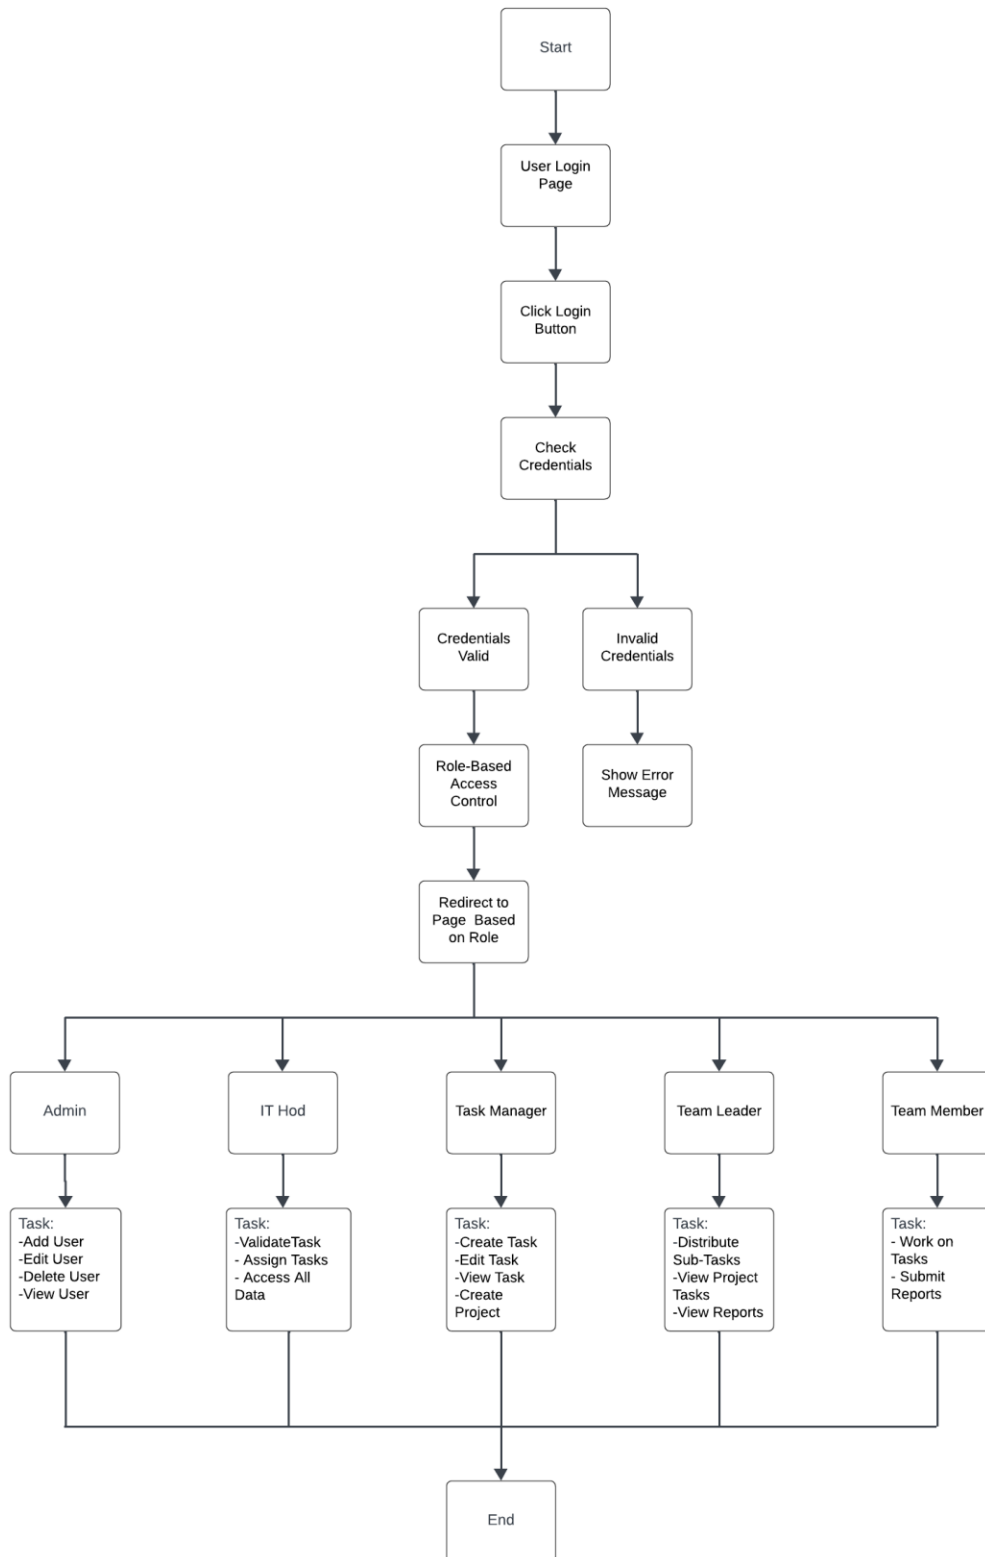 Start
User Login
Page
Click Login
Button
Check
Credentials
Credentials
Valid
Invalid
Credentials
Role-Based
Access
Control
Show Error
Message
Redirect to
Page Based
on Role
Admin
IT Hod
Task Manager
Team Leader
Team Member
Task:
-Add User
-Edit User
-Delete User
-View User
Task:
-ValidateTask
- Assign Tasks
- Access All
Data
Task:
-Create Task
-Edit Task
-View Task
-Create
Project
Task:
-Distribute
Sub-Tasks
-View Project
Tasks
-View Reports
Task:
- Work on
Tasks
- Submit
Reports
End